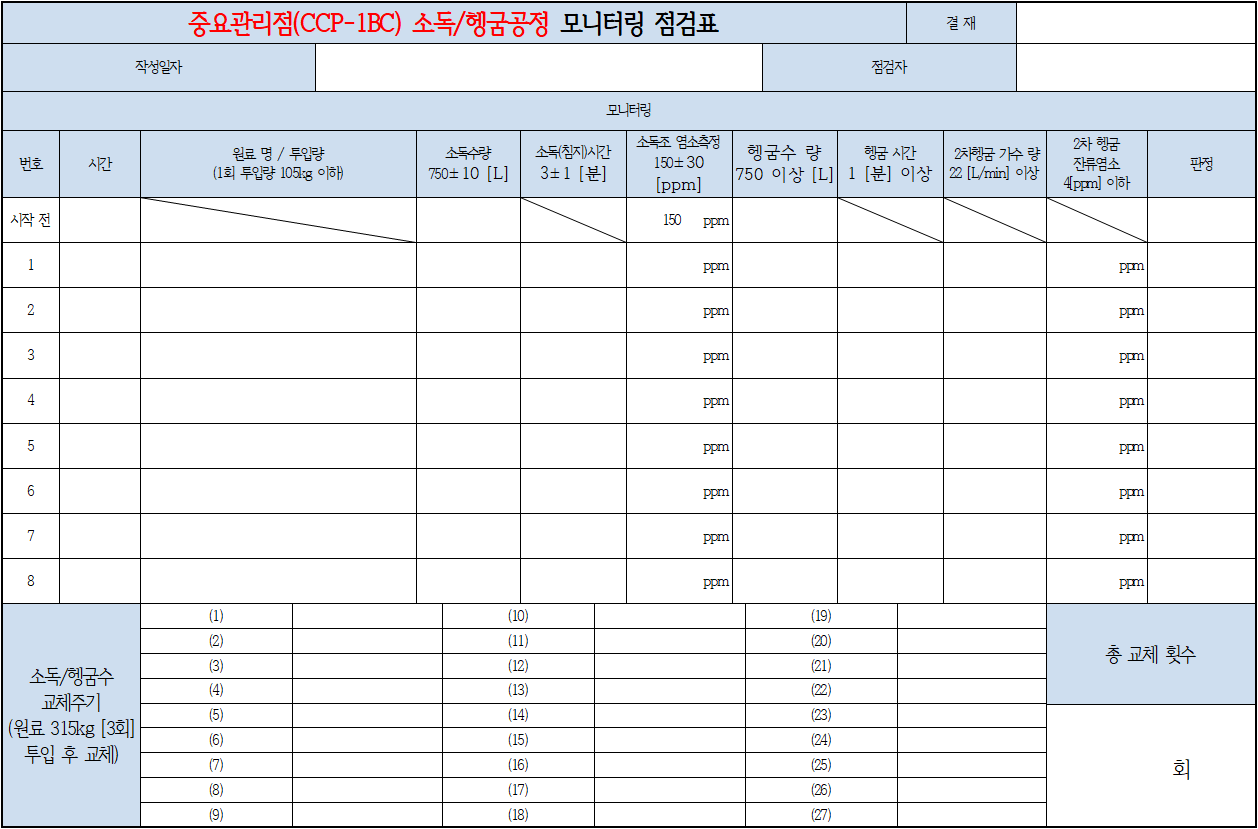 중요관리점(CCP-1BC) 소독/헹굼공정 모니터링 점검표
결 재
작성일자
점검자
모니터링
번호
시간
원료 명 / 투입량
(1회 투입량 105kg 이하)
소독수량
750±10 [L]
소독(침지)시간
3±1 [분]
소독조 염소측정
150±30
[ppm]
헹굼수 량
750 이상 [L]
헹굼 시간
1 [분] 이상
2차헹굼 가수 량
22 [L/min] 이상
2차 헹굼
잔류염소
4[ppm] 이하
판정
시작 전
150 ppm
1 ppm ppm
2 ppm ppm
3 ppm ppm
4 ppm ppm
5 ppm ppm
6 ppm ppm
7 ppm ppm
8 ppm ppm
소독/헹굼수
교체주기
(원료 315kg [3회]
투입 후 교체)
(1) (10) (19)
(2) (11) (20)
(3) (12) (21)
(4) (13) (22)
(5) (14) (23)
(6) (15) (24)
(7) (16) (25)
(8) (17) (26)
(9) (18) (27)
총 교체 횟수
회